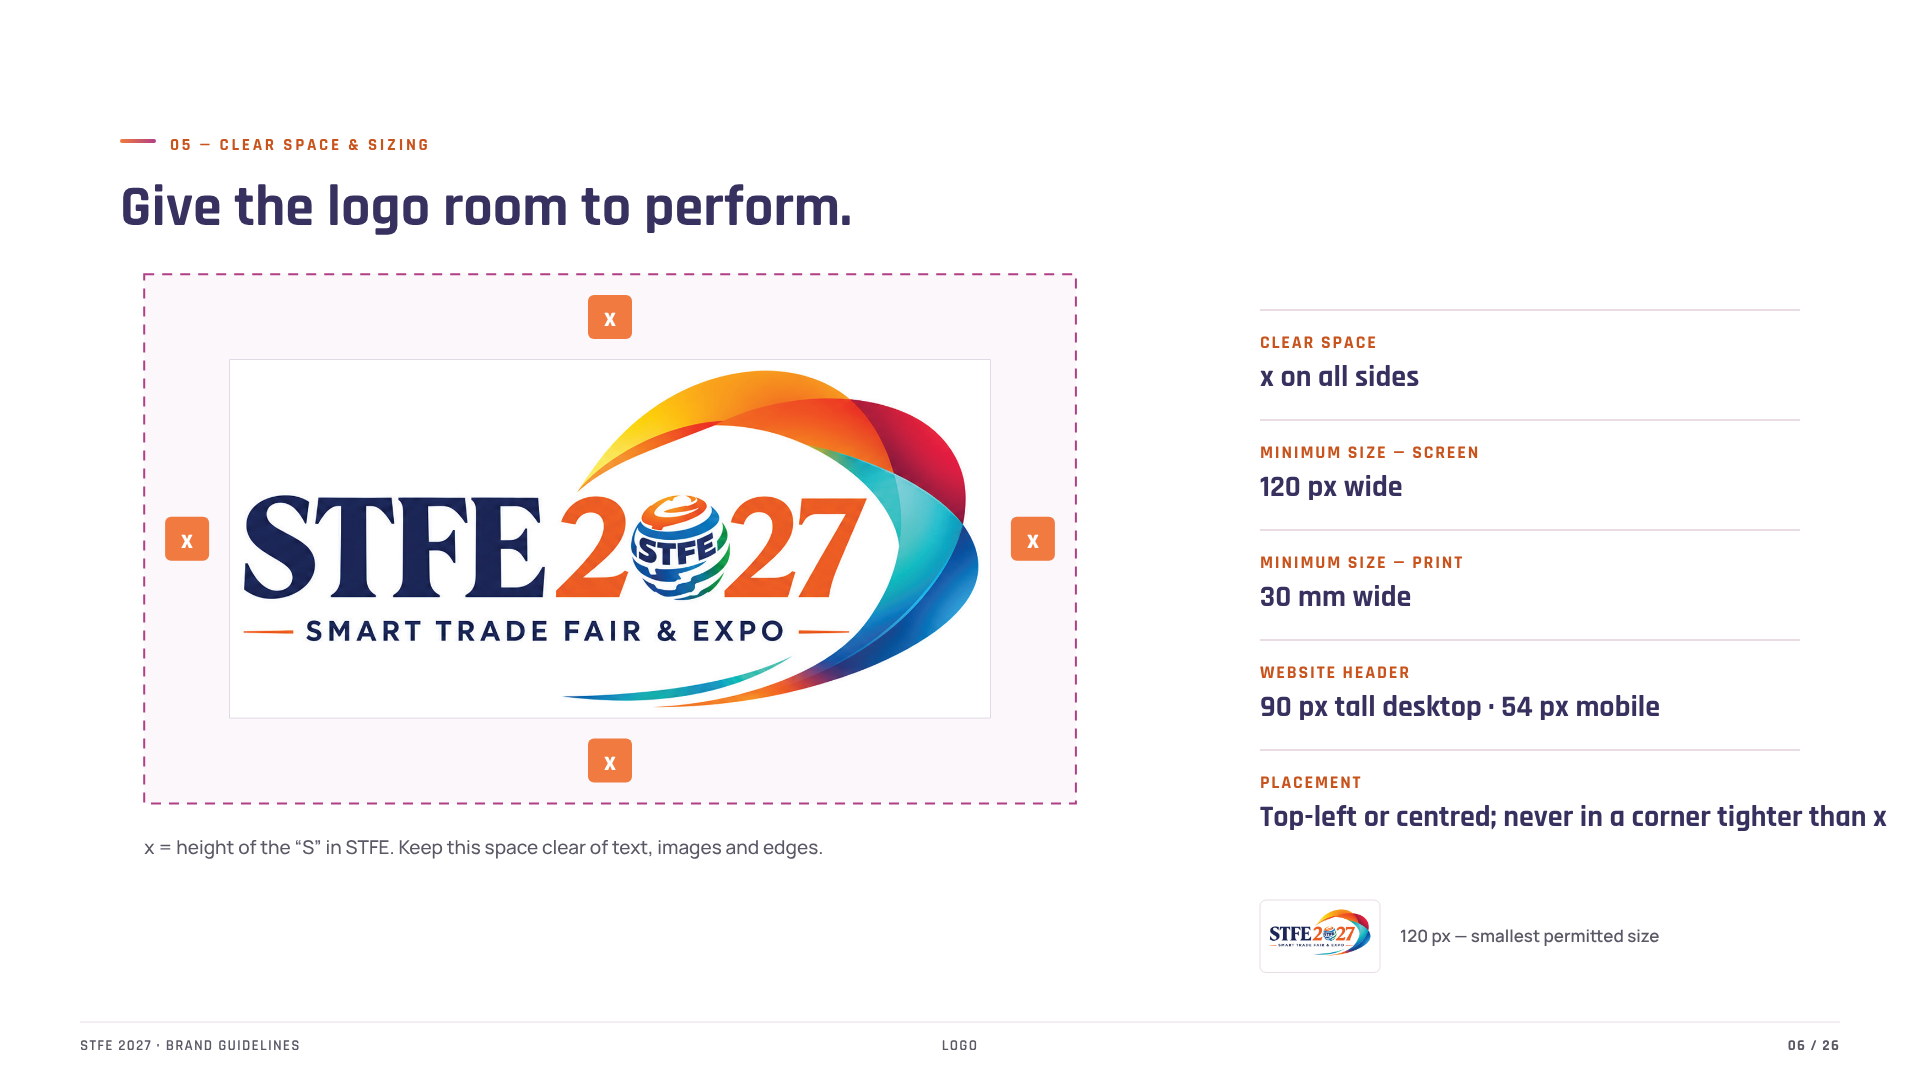 05 — CLEAR SPACE & SIZING
Give the logo room to perform.
x
x
x
x
STFE 2027
STFE
SMART TRADE FAIR & EXPO
x = height of the “S” in STFE. Keep this space clear of text, images and edges.
CLEAR SPACE
x on all sides
MINIMUM SIZE — SCREEN
120 px wide
MINIMUM SIZE — PRINT
30 mm wide
WEBSITE HEADER
90 px tall desktop · 54 px mobile
PLACEMENT
Top-left or centred; never in a corner tighter than x
STFE 2027
SMART TRADE FAIR & EXPO
120 px — smallest permitted size
STFE 2027 · BRAND GUIDELINES
LOGO
06 / 26